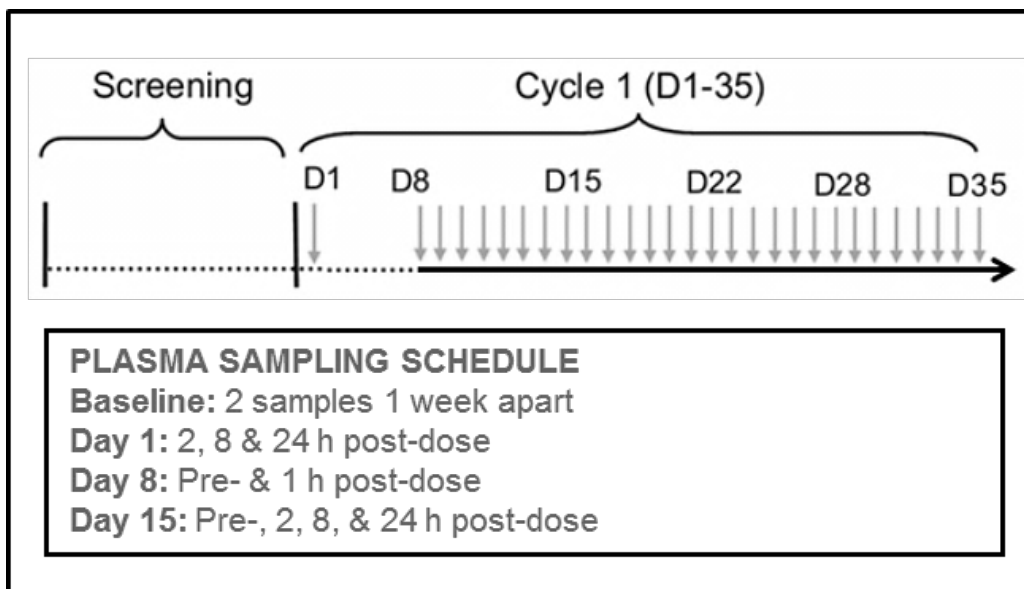 Screening
Cycle 1 (D1-35)
D1
D8
D15
D22
D28
D35
PLASMA SAMPLING SCHEDULE
Baseline: 2 samples 1 week apart
Day 1: 2, 8 & 24 h post-dose
Day 8: Pre- & 1 h post-dose
Day 15: Pre-, 2, 8, & 24 h post-dose